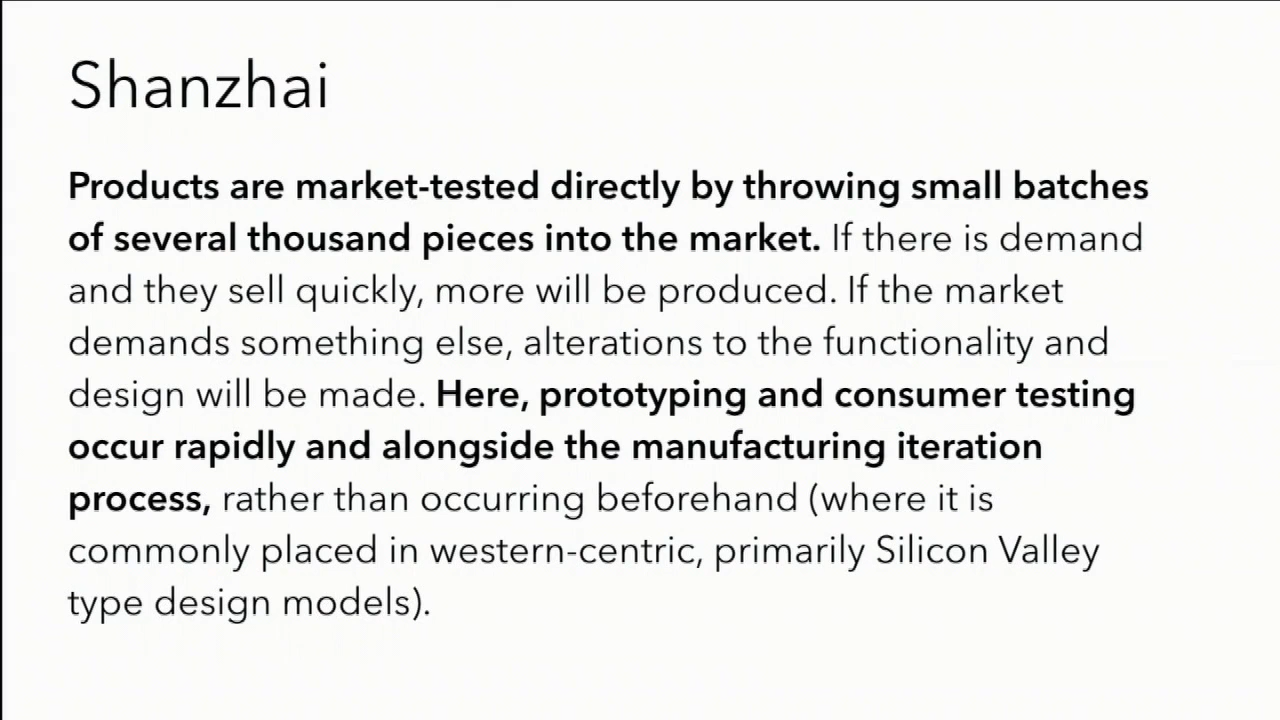 Shanzhai
Products are market-tested directly by throwing small batches
of several thousand pieces into the market. If there is demand
and they sell quickly, more will be produced. If the market
demands something else, alterations to the functionality and
design will be made. Here, prototyping and consumer testing
occur rapidly and alongside the manufacturing iteration
process, rather than occurring beforehand (where it is
commonly placed in western-centric, primarily Silicon Valley
type design models).